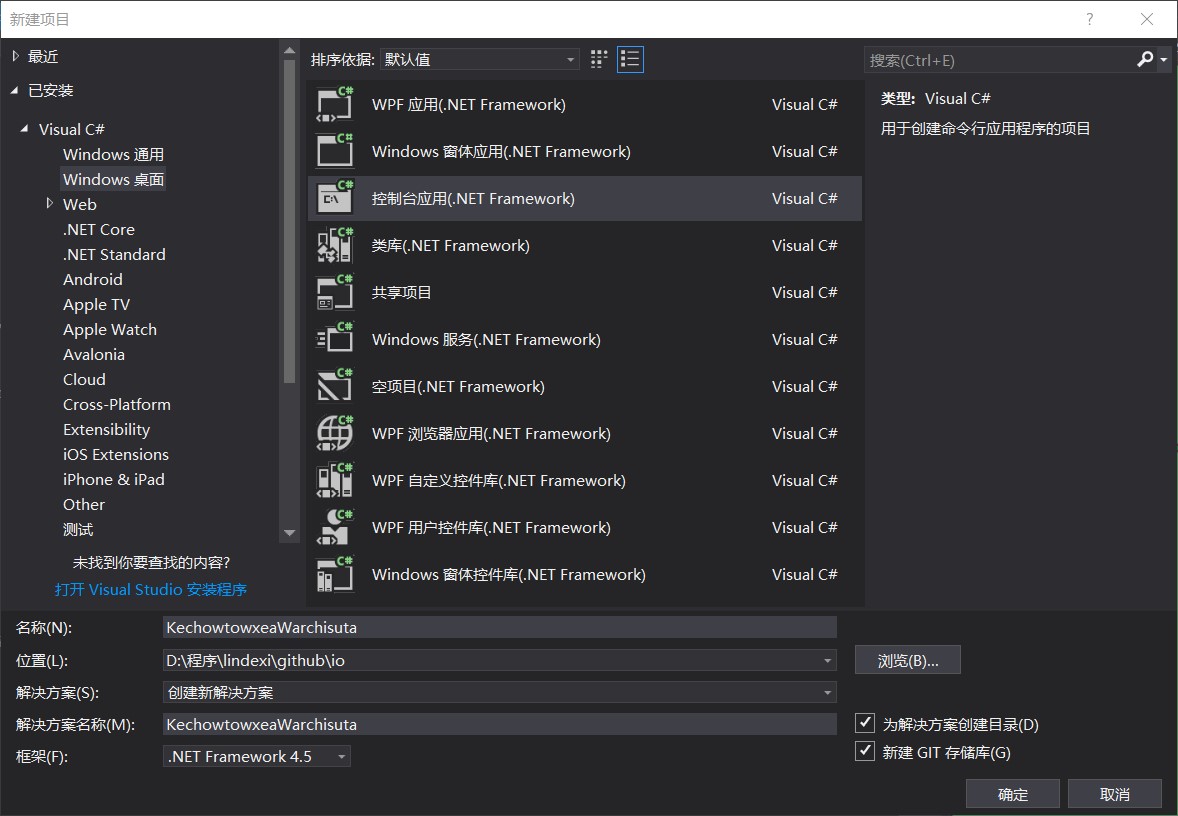 新建项目
?
最近
已安装
Visual C#
Windows 通用
Windows 桌面
Web
.NET Core
.NET Standard
Android
Apple TV
Apple Watch
Avalonia
Cloud
Cross-Platform
Extensibility
iOS Extensions
iPhone & iPad
Other
测试
未找到你要查找的内容?
打开 Visual Studio 安装程序
排序依据: 默认值
C# WPF 应用(.NET Framework) Visual C#
C# Windows 窗体应用(.NET Framework) Visual C#
C# C:\ 控制台应用(.NET Framework) Visual C#
C# 类库(.NET Framework) Visual C#
C# 共享项目 Visual C#
C# Windows 服务(.NET Framework) Visual C#
C# 空项目(.NET Framework) Visual C#
C# WPF 浏览器应用(.NET Framework) Visual C#
C# WPF 自定义控件库(.NET Framework) Visual C#
C# WPF 用户控件库(.NET Framework) Visual C#
C# Windows 窗体控件库(.NET Framework) Visual C#
搜索(Ctrl+E)
类型: Visual C#
用于创建命令行应用程序的项目
名称(N): KechowtowxeaWarchisuta
位置(L): D:\程序\lindexi\github\io 浏览(B)...
解决方案(S): 创建新解决方案
解决方案名称(M): KechowtowxeaWarchisuta 为解决方案创建目录(D)
框架(F): .NET Framework 4.5 新建 GIT 存储库(G)
确定 取消